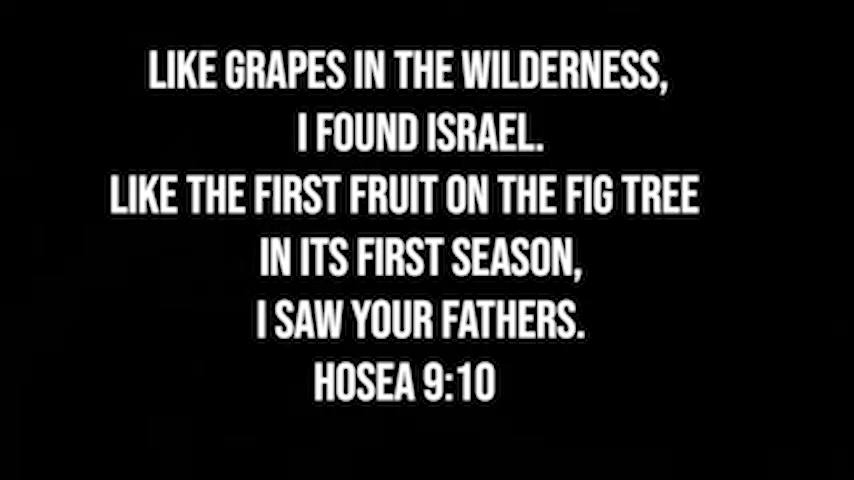 LIKE GRAPES IN THE WILDERNESS,
I FOUND ISRAEL.
LIKE THE FIRST FRUIT ON THE FIG TREE
IN ITS FIRST SEASON,
I SAW YOUR FATHERS.
HOSEA 9:10